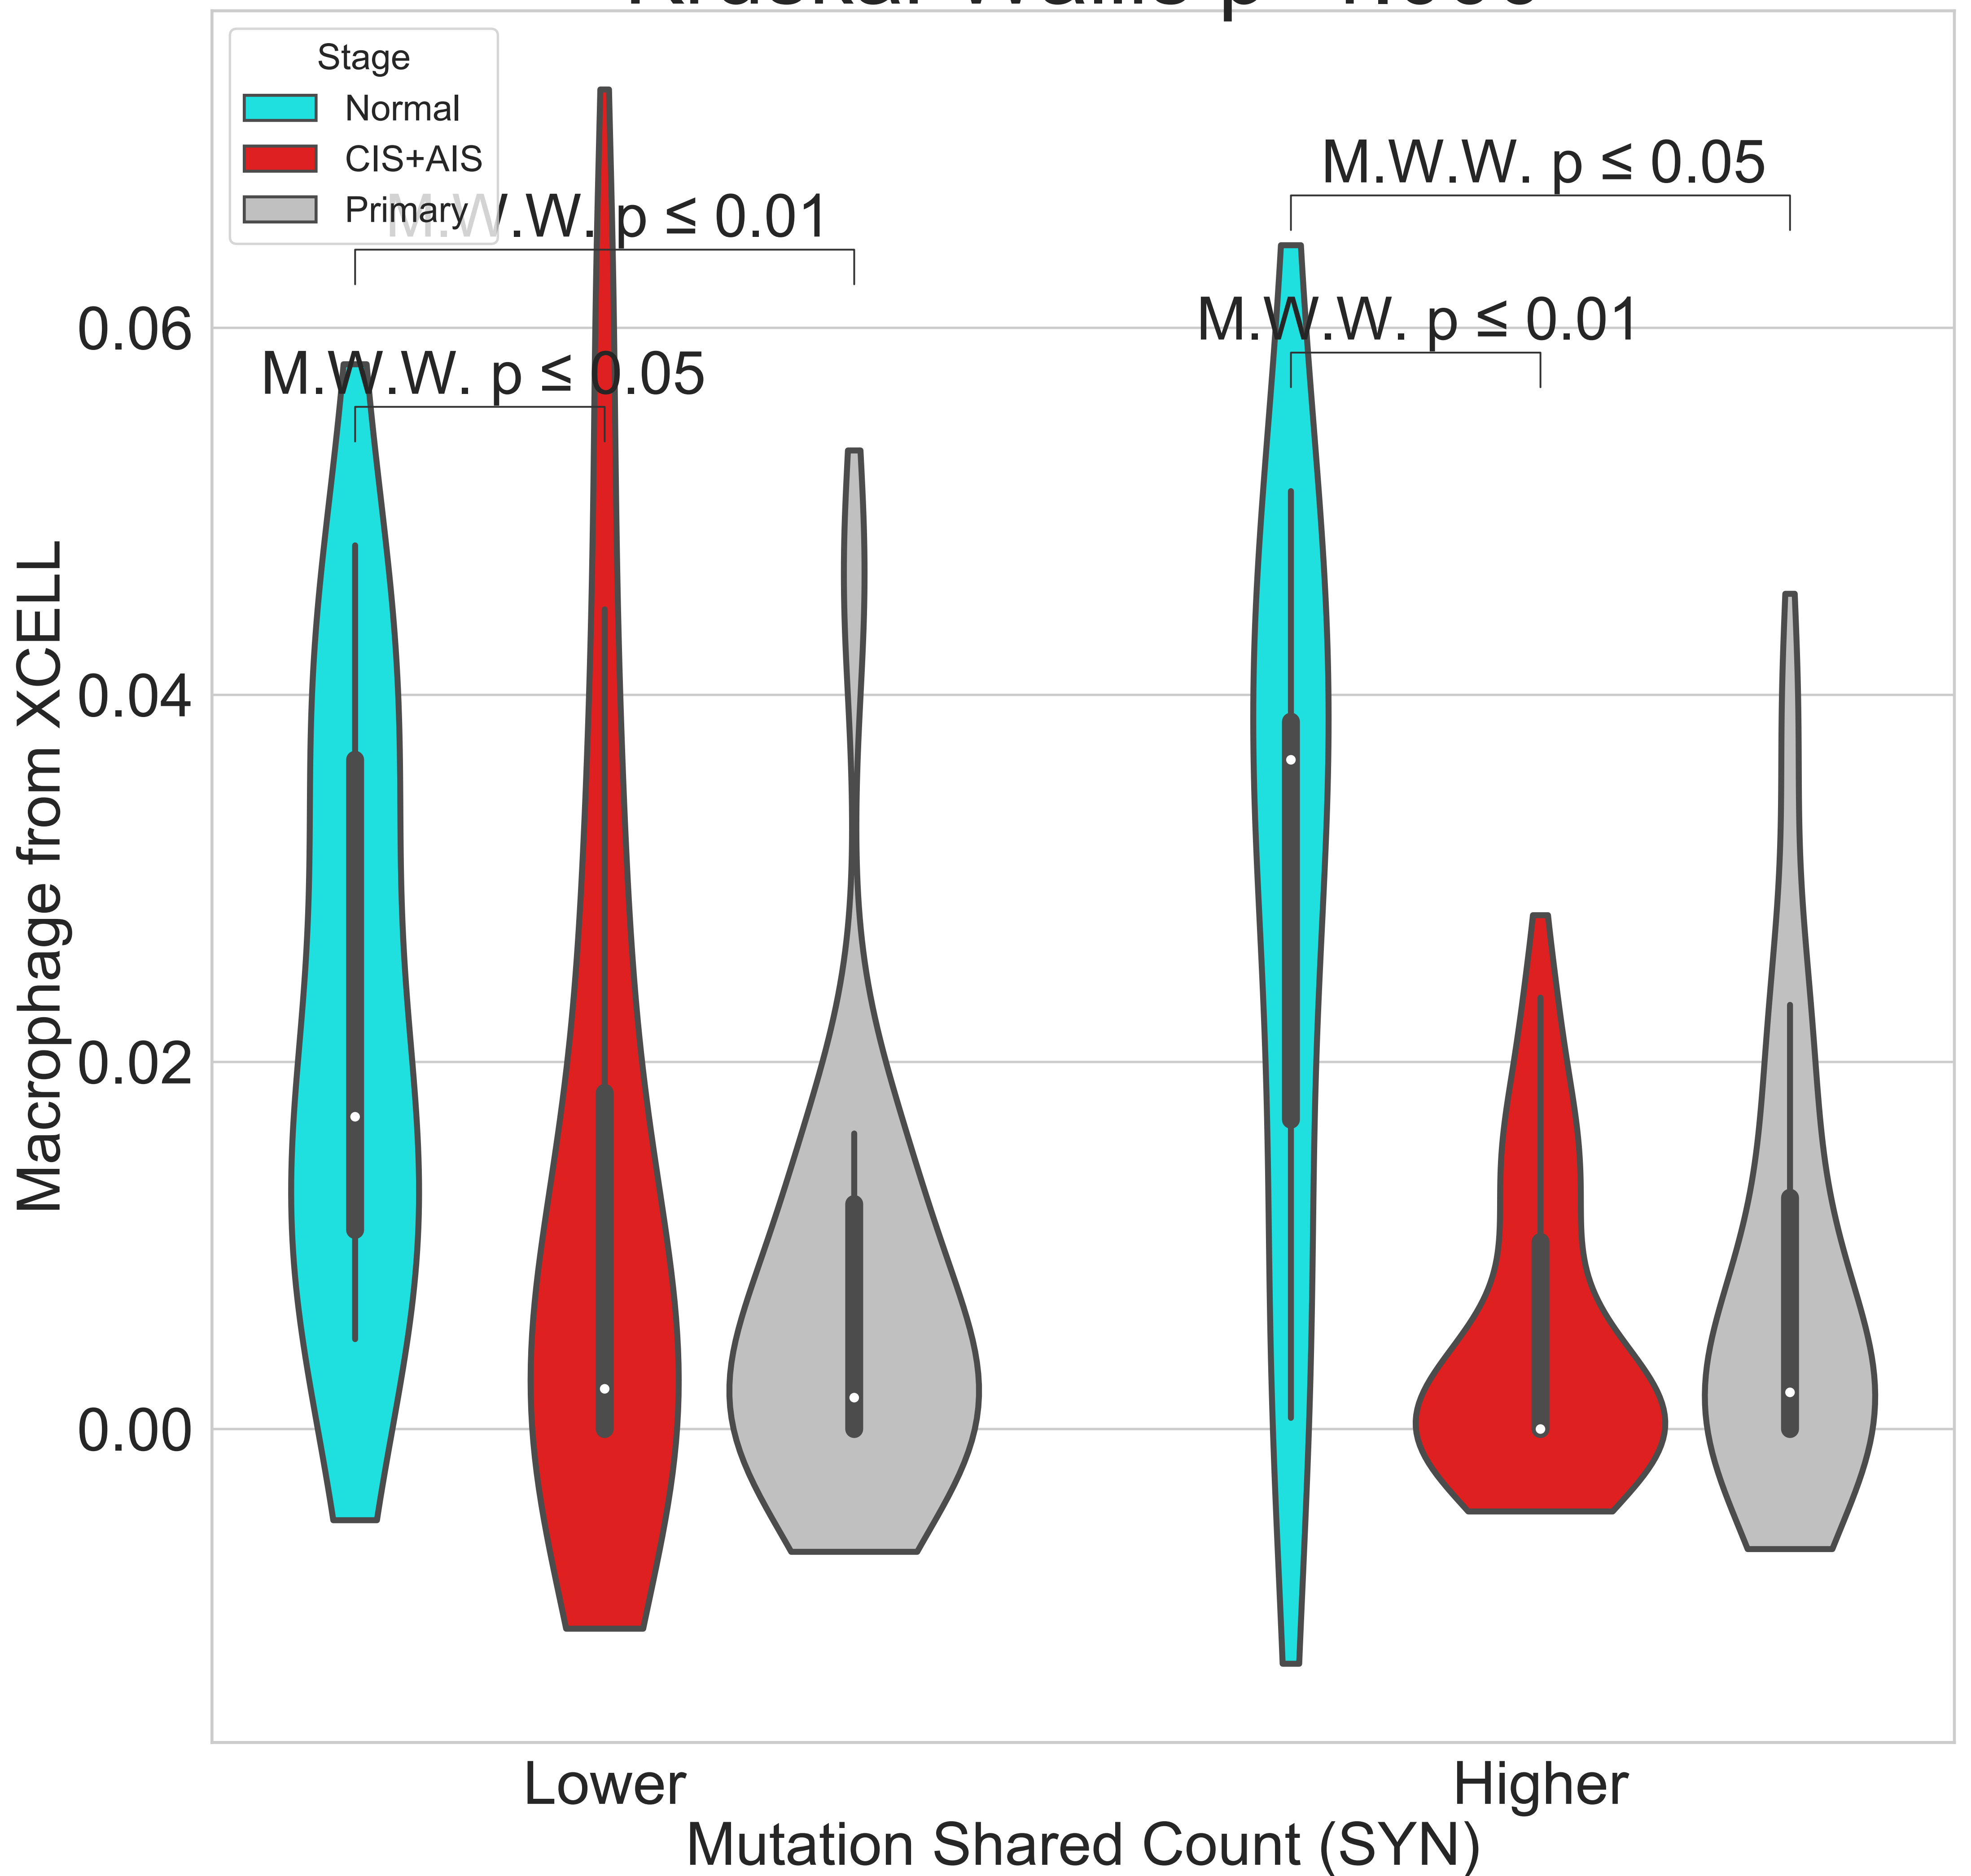 Stage
Normal
CIS+AIS
Primary
M.W.W. p ≤ 0.01
M.W.W. p ≤ 0.05
M.W.W. p ≤ 0.05
M.W.W. p ≤ 0.01
0.06
0.04
0.02
0.00
Macrophage from XCELL
Lower
Higher
Mutation Shared Count (SYN)